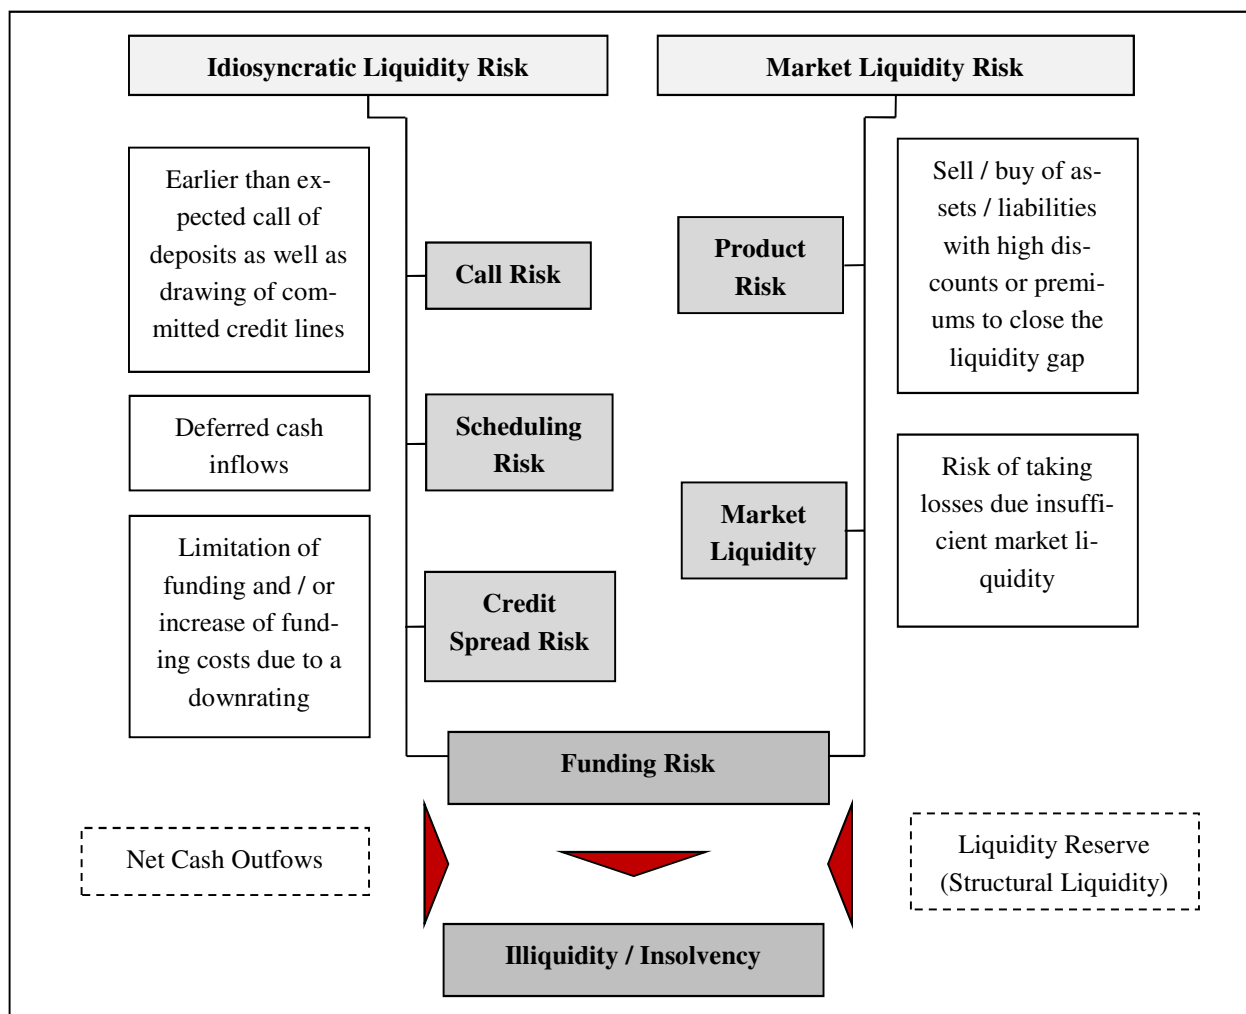 Idiosyncratic Liquidity Risk
Market Liquidity Risk
Earlier than ex-
pected call of
deposits as well as
drawing of com-
mitted credit lines
Call Risk
Product
Risk
Sell / buy of as-
sets / liabilities
with high dis-
counts or premi-
ums to close the
liquidity gap
Deferred cash
inflows
Scheduling
Risk
Market
Liquidity
Risk of taking
losses due insuffi-
cient market li-
quidity
Limitation of
funding and / or
increase of fund-
ing costs due to a
downrating
Credit
Spread Risk
Funding Risk
Net Cash Outfows
Liquidity Reserve
(Structural Liquidity)
Illiquidity / Insolvency